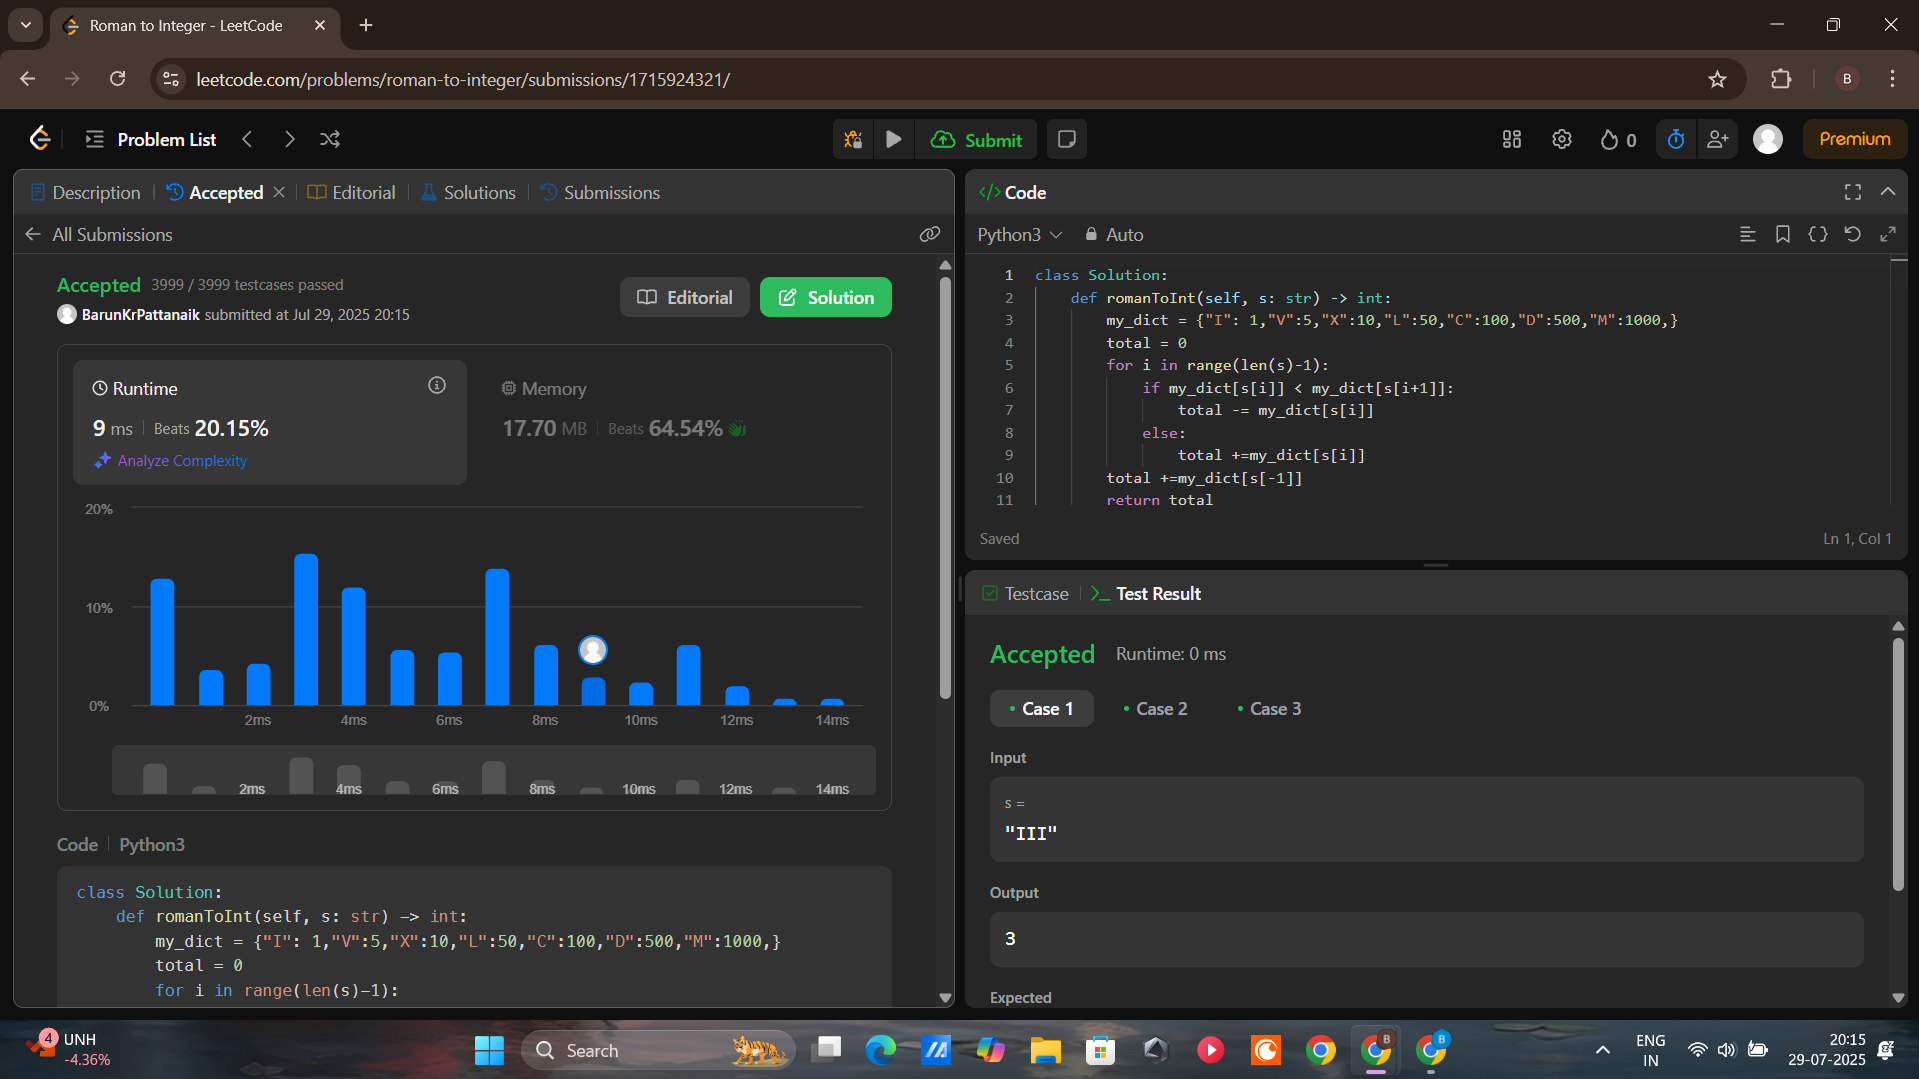 Roman to Integer - LeetCode
leetcode.com/problems/roman-to-integer/submissions/1715924321/
B
Problem List
Submit
0
Premium
Description
Accepted
Editorial
Solutions
Submissions
All Submissions
Accepted 3999 / 3999 testcases passed
BarunKrPattanaik submitted at Jul 29, 2025 20:15
Editorial
Solution
Runtime
9 ms Beats 20.15%
Analyze Complexity
Memory
17.70 MB Beats 64.54%
20%
10%
0%
2ms 4ms 6ms 8ms 10ms 12ms 14ms
2ms 4ms 6ms 8ms 10ms 12ms 14ms
Code Python3
class Solution:
    def romanToInt(self, s: str) -> int:
        my_dict = {"I": 1,"V":5,"X":10,"L":50,"C":100,"D":500,"M":1000,}
        total = 0
        for i in range(len(s)-1):
</> Code
Python3 Auto
1 class Solution:
2     def romanToInt(self, s: str) -> int:
3         my_dict = {"I": 1,"V":5,"X":10,"L":50,"C":100,"D":500,"M":1000,}
4         total = 0
5         for i in range(len(s)-1):
6             if my_dict[s[i]] < my_dict[s[i+1]]:
7                 total -= my_dict[s[i]]
8             else:
9                 total +=my_dict[s[i]]
10         total +=my_dict[s[-1]]
11         return total
Saved
Ln 1, Col 1
Testcase
Test Result
Accepted Runtime: 0 ms
Case 1
Case 2
Case 3
Input
s =
"III"
Output
3
Expected
4
UNH
-4.36%
Search
B
B
ENG
IN
20:15
29-07-2025